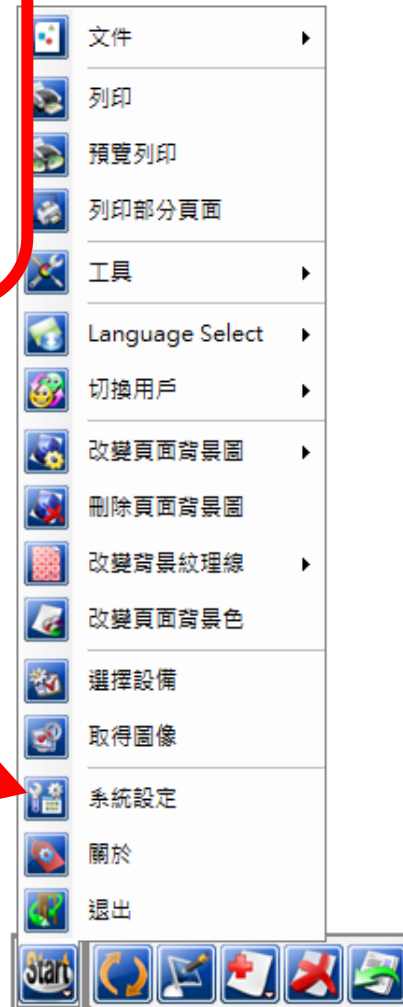 文件
列印
預覽列印
列印部分頁面
工具
Language Select
切換用戶
改變頁面背景圖
刪除頁面背景圖
改變背景紋理線
改變頁面背景色
選擇設備
取得圖像
系統設定
關於
退出
Start